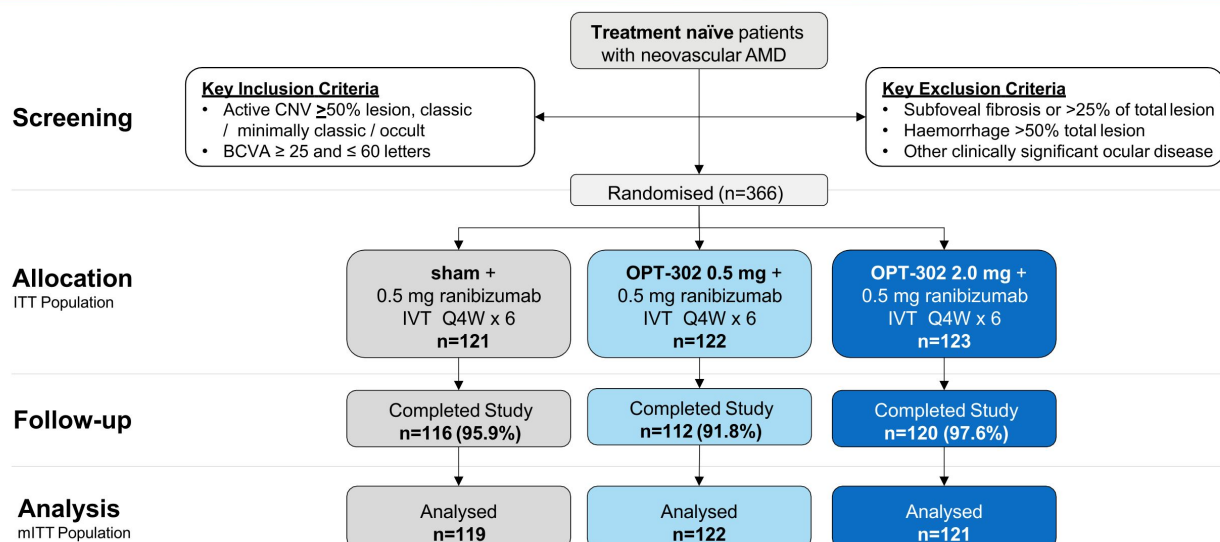 Treatment naïve patients
with neovascular AMD
Key Inclusion Criteria
• Active CNV ≥50% lesion, classic
/ minimally classic / occult
• BCVA ≥ 25 and ≤ 60 letters
Key Exclusion Criteria
• Subfoveal fibrosis or >25% of total lesion
• Haemorrhage >50% total lesion
• Other clinically significant ocular disease
Screening
Randomised (n=366)
Allocation
ITT Population
sham +
0.5 mg ranibizumab
IVT Q4W x 6
n=121
OPT-302 0.5 mg +
0.5 mg ranibizumab
IVT Q4W x 6
n=122
OPT-302 2.0 mg +
0.5 mg ranibizumab
IVT Q4W x 6
n=123
Follow-up
Completed Study
n=116 (95.9%)
Completed Study
n=112 (91.8%)
Completed Study
n=120 (97.6%)
Analysis
mITT Population
Analysed
n=119
Analysed
n=122
Analysed
n=121